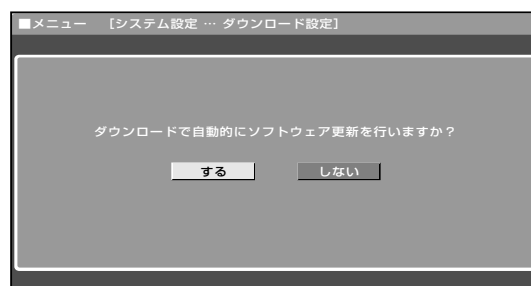 ■メニュー [システム設定 … ダウンロード設定]
ダウンロードで自動的にソフトウェア更新を行いますか？
する
しない